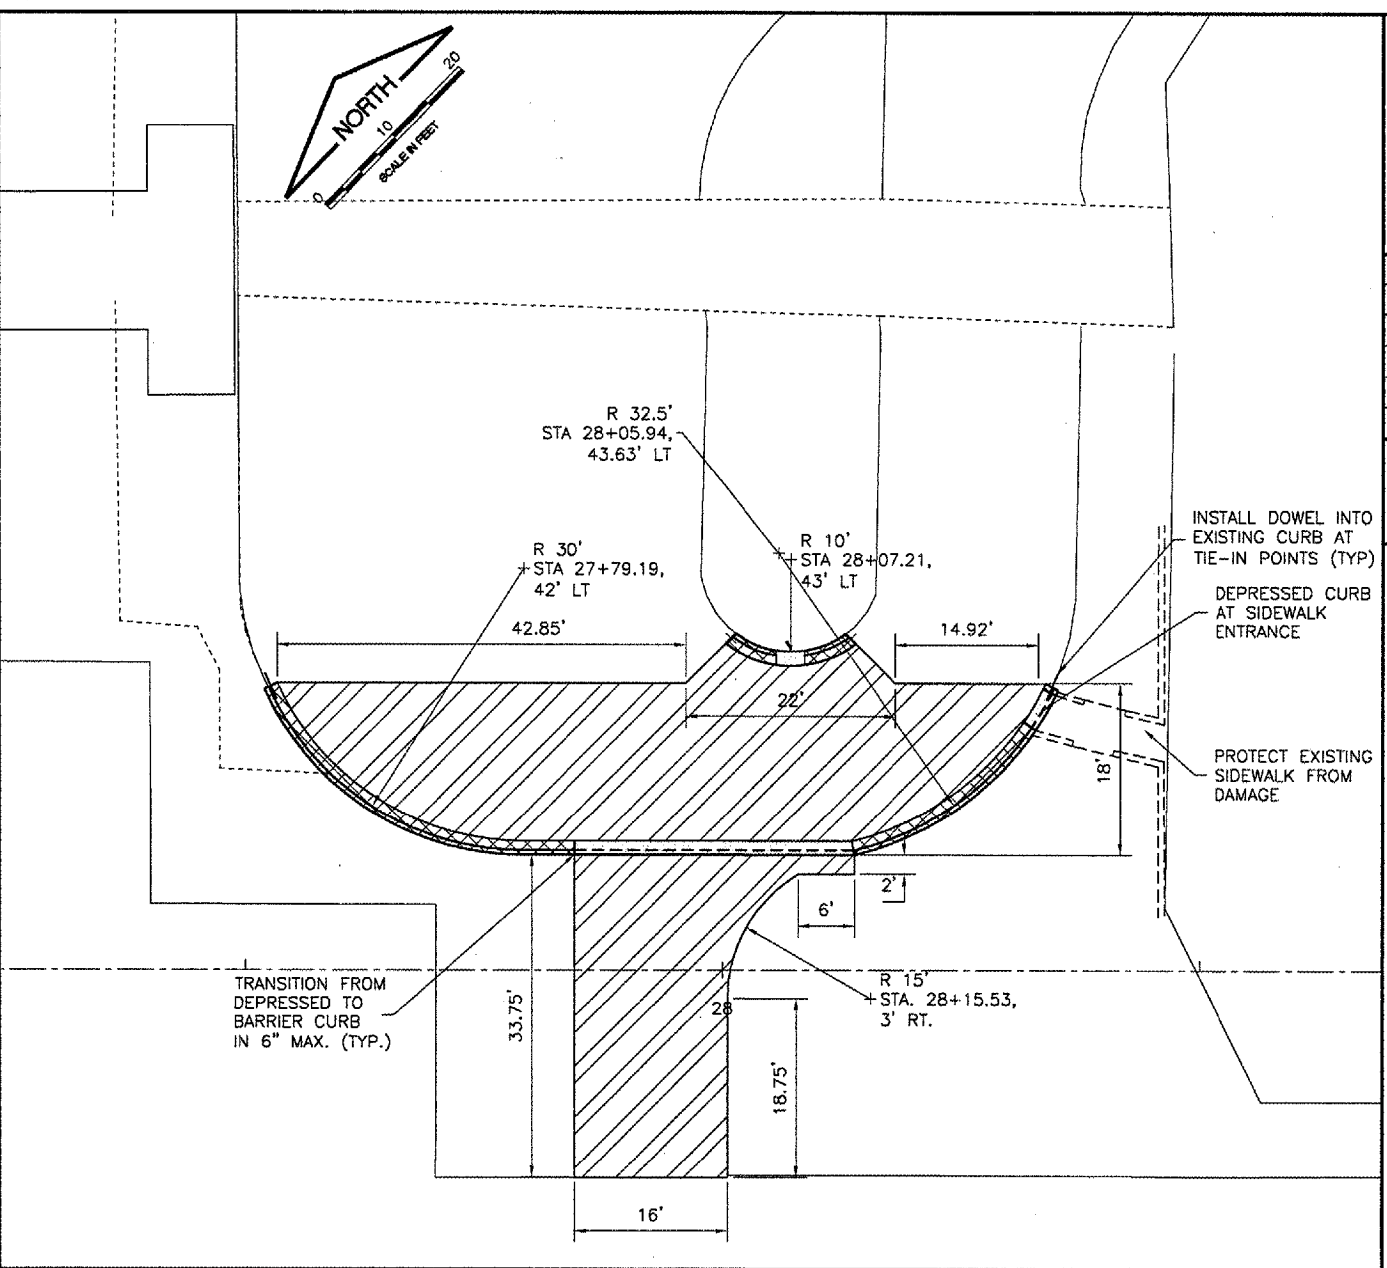 NORTH
0
10
20
SCALE IN FEET
R 32.5'
STA 28+05.94,
43.63' LT
R 30'
STA 27+79.19,
42' LT
R 10'
STA 28+07.21,
43' LT
INSTALL DOWEL INTO
EXISTING CURB AT
TIE-IN POINTS (TYP)
DEPRESSED CURB
AT SIDEWALK
ENTRANCE
42.85'
14.92'
22'
18'
PROTECT EXISTING
SIDEWALK FROM
DAMAGE
2'
6'
TRANSITION FROM
DEPRESSED TO
BARRIER CURB
IN 6" MAX. (TYP.)
33.75'
28
R 15'
STA. 28+15.53,
3' RT.
18.75'
16'